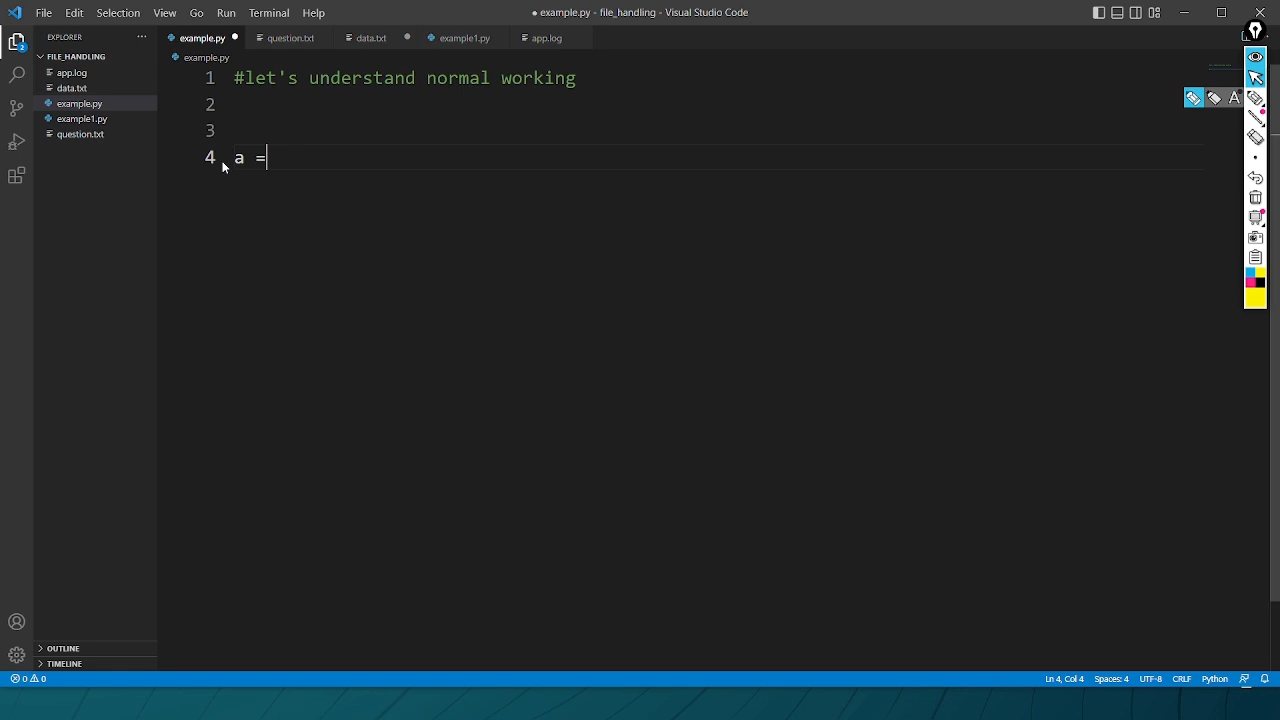 File Edit Selection View Go Run Terminal Help
● example.py - file_handling - Visual Studio Code
EXPLORER
example.py question.txt data.txt example1.py app.log
FILE_HANDLING
app.log
data.txt
example.py
example1.py
question.txt
example.py
1 #let's understand normal working
2
3
4 a =
A
OUTLINE
TIMELINE
2
0 0 Ln 4, Col 4 Spaces: 4 UTF-8 CRLF Python